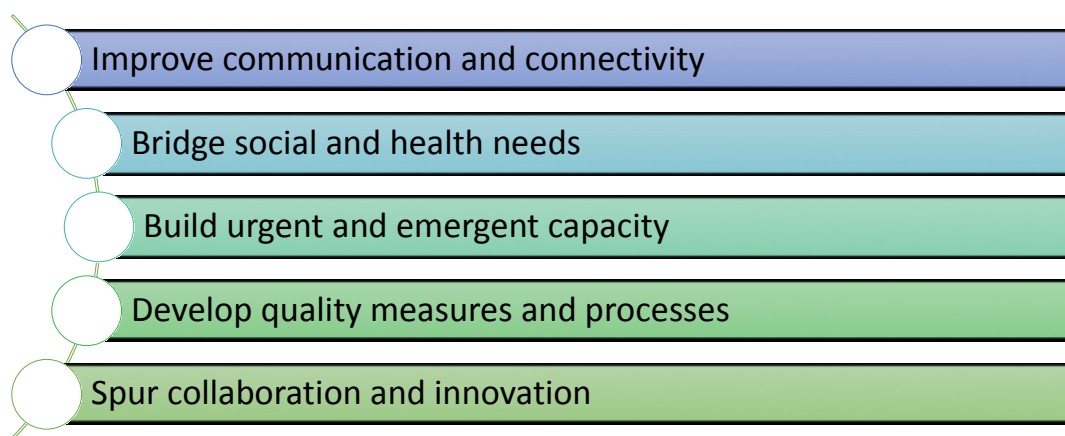 Improve communication and connectivity
Bridge social and health needs
Build urgent and emergent capacity
Develop quality measures and processes
Spur collaboration and innovation